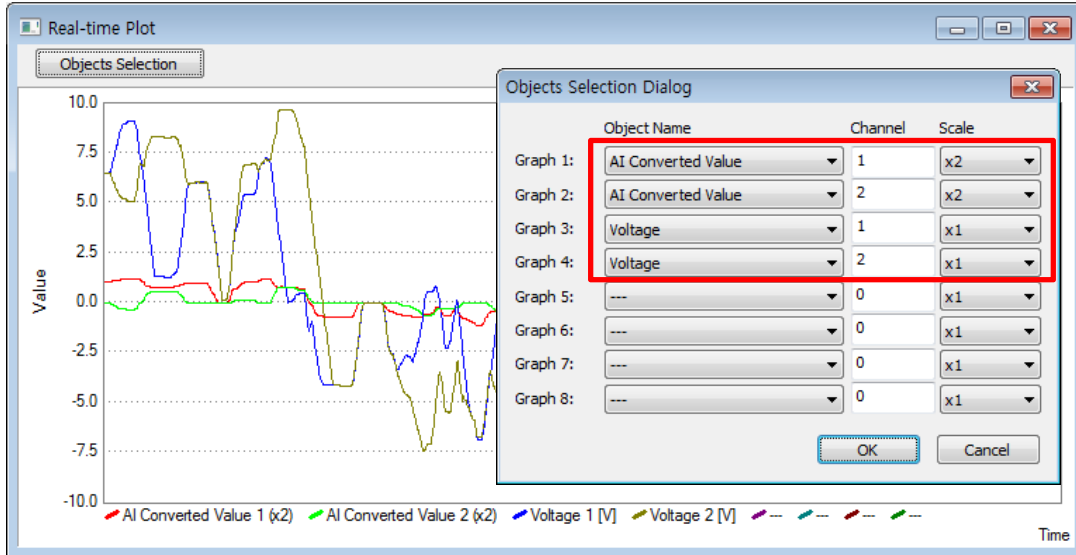 Real-time Plot
Objects Selection
Objects Selection Dialog
Object Name Channel Scale
Graph 1: AI Converted Value 1 x2
Graph 2: AI Converted Value 2 x2
Graph 3: Voltage 1 x1
Graph 4: Voltage 2 x1
Graph 5: --- 0 x1
Graph 6: --- 0 x1
Graph 7: --- 0 x1
Graph 8: --- 0 x1
OK Cancel
Value
10.0
7.5
5.0
2.5
0.0
-2.5
-5.0
-7.5
-10.0
AI Converted Value 1 (x2) AI Converted Value 2 (x2) Voltage 1 [V] Voltage 2 [V] --- --- --- ---
Time